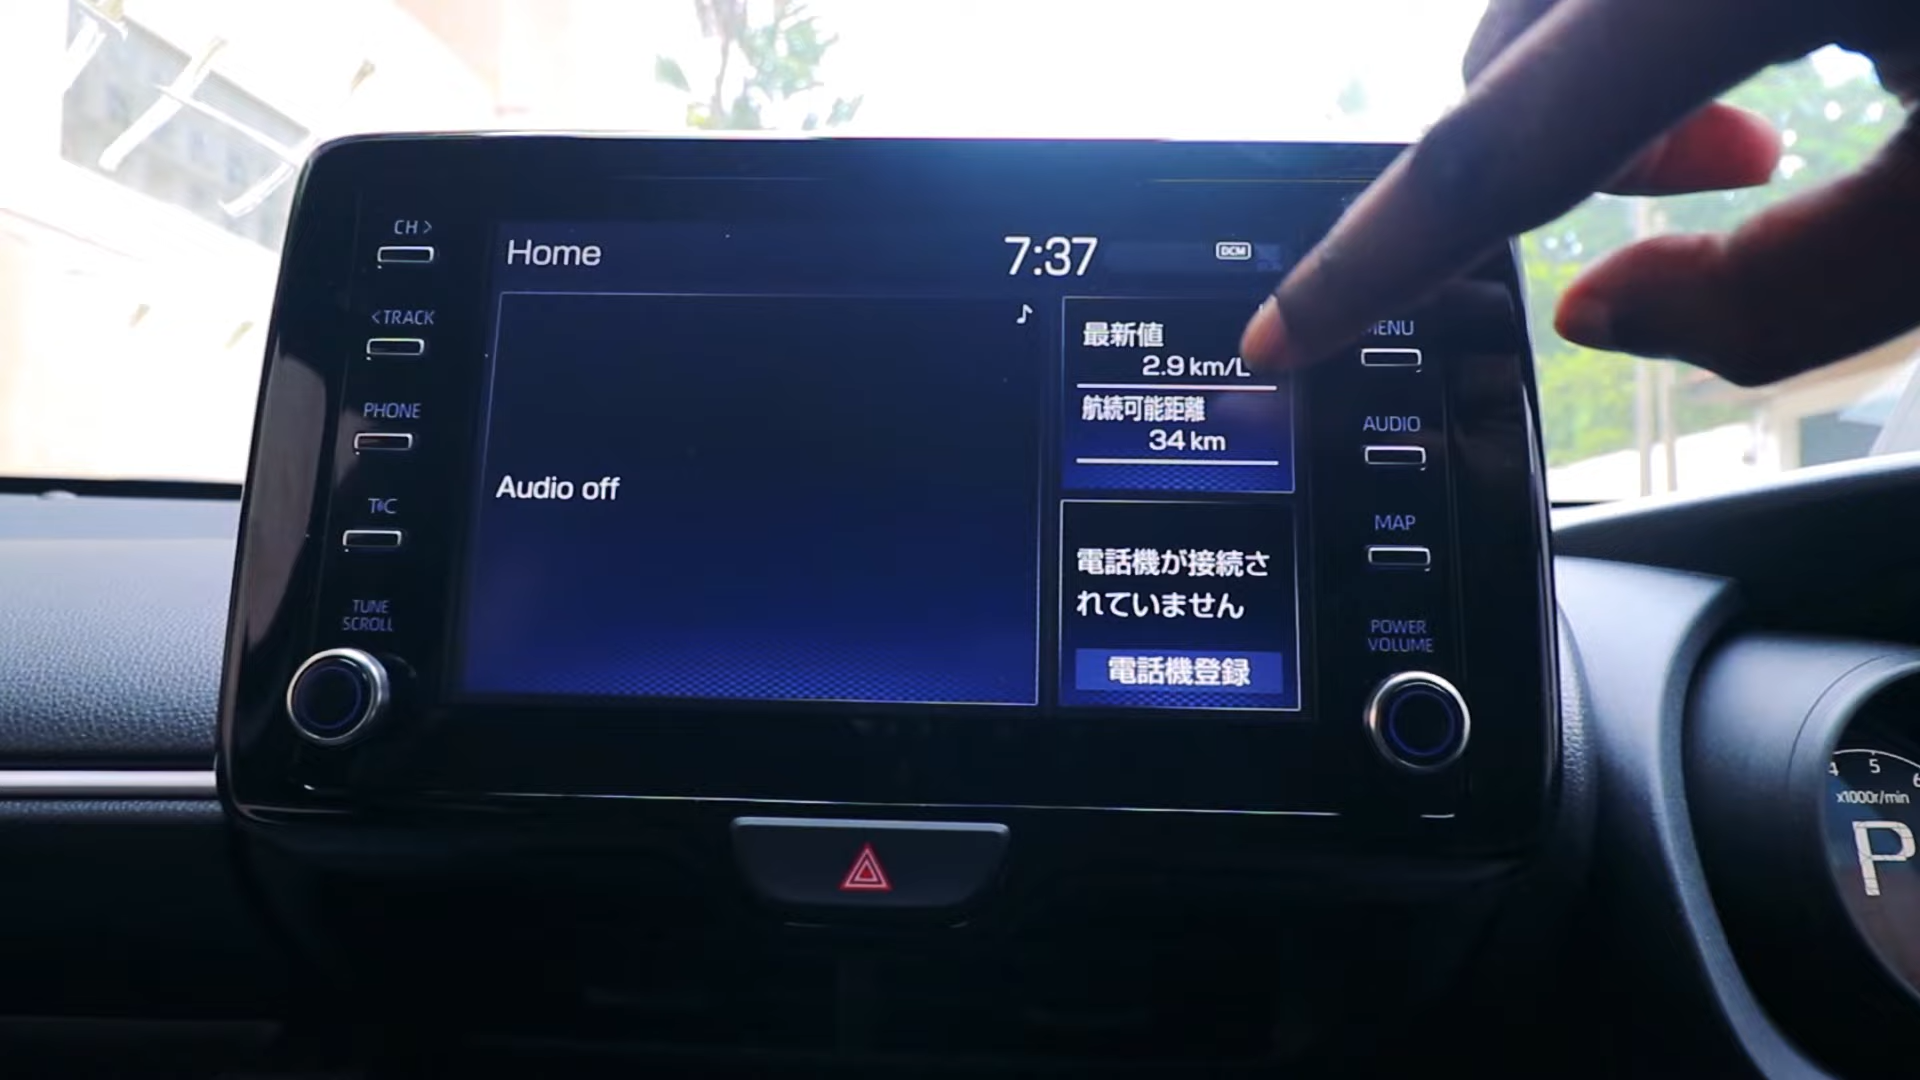 CH >
< TRACK
PHONE
T&C
TUNE
SCROLL
Home
7:37
DCM
Audio off
最新値
2.9 km/L
航続可能距離
34 km
電話機が接続さ
れていません
電話機登録
MENU
AUDIO
MAP
POWER
VOLUME
4 5 6
x1000r/min
P